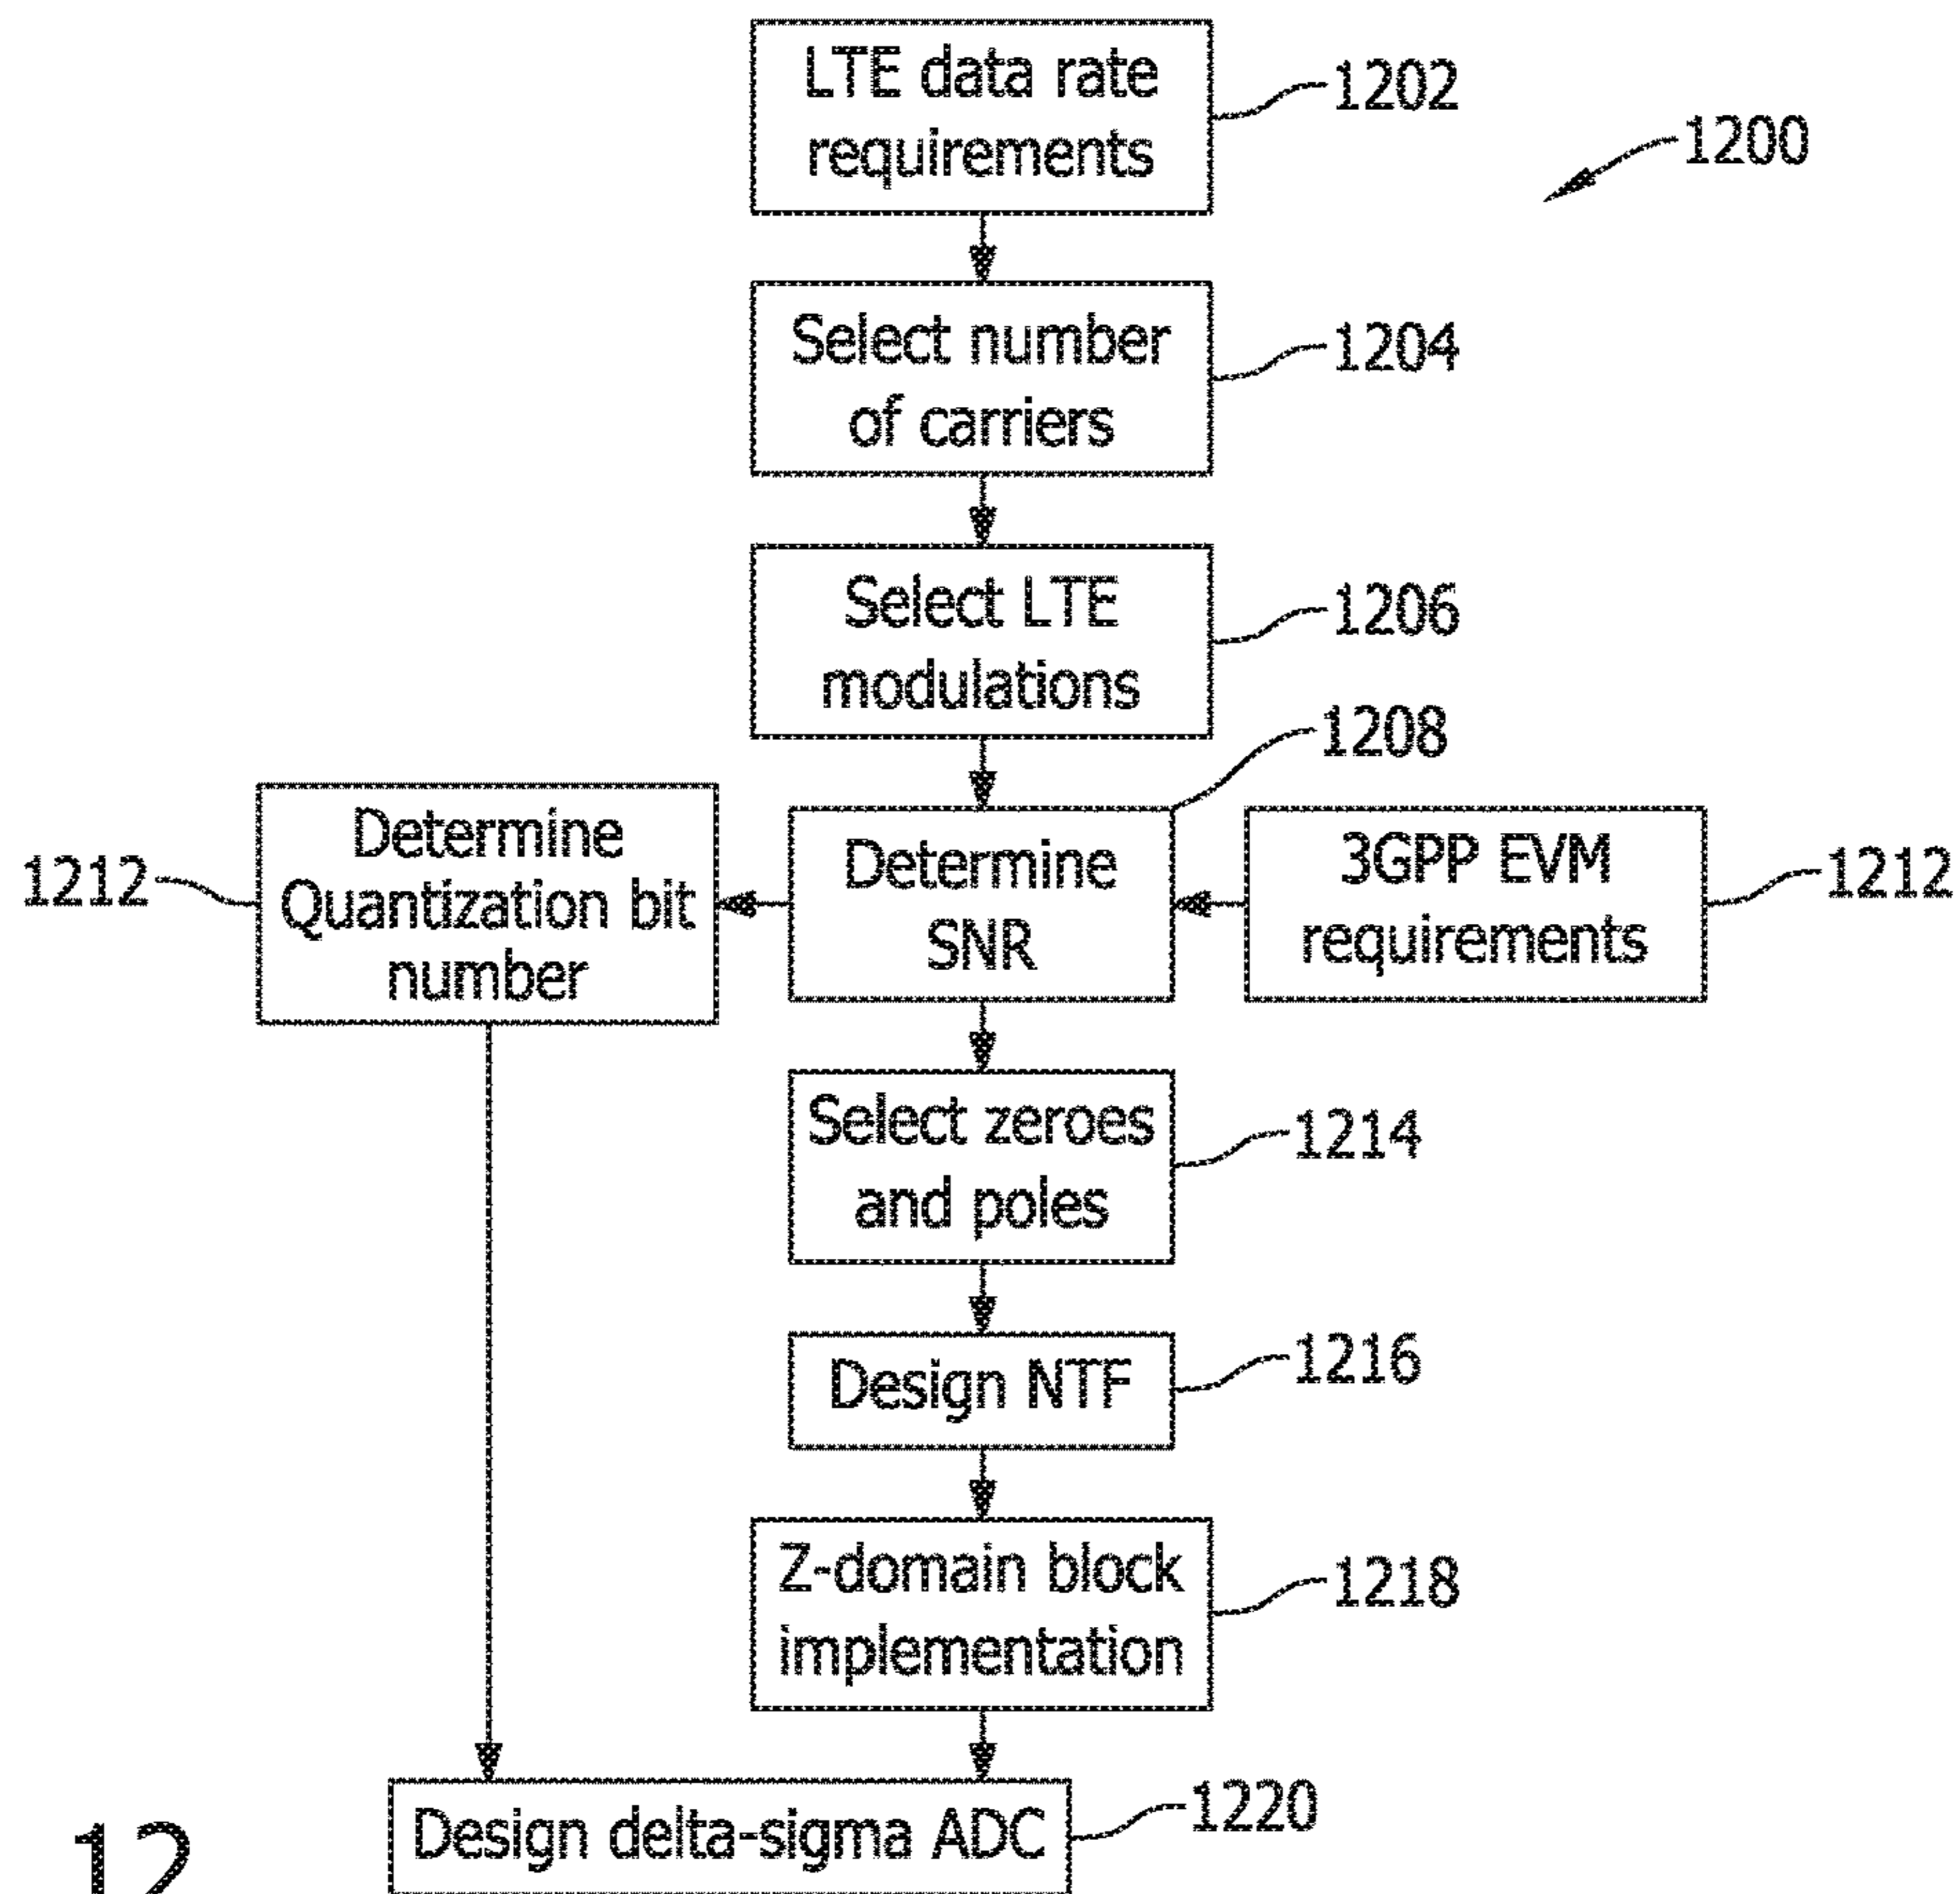 LTE data rate
requirements
1202
1200
Select number
of carriers
1204
Select LTE
modulations
1206
1208
1212
Determine
Quantization bit
number
Determine
SNR
3GPP EVM
requirements
1212
Select zeroes
and poles
1214
Design NTF
1216
Z-domain block
implementation
1218
Design delta-sigma ADC
1220
12